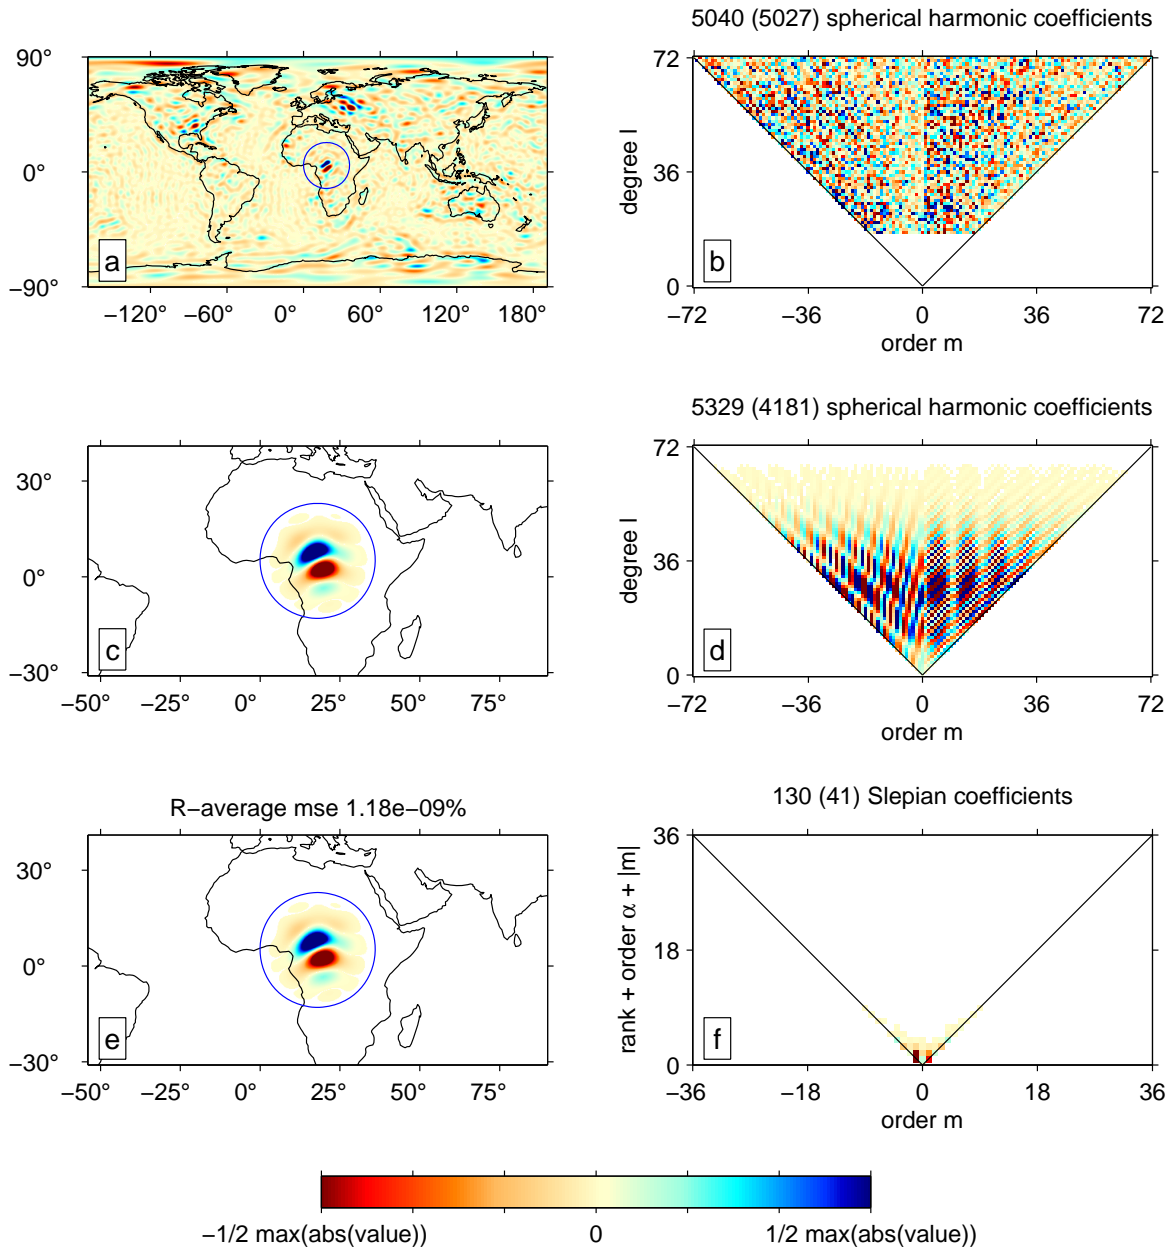 5040 (5027) spherical harmonic coefficients
90°
0°
−90°
−120° −60° 0° 60° 120° 180°
a
72
36
0
degree l
−72 −36 0 36 72
order m
b
5329 (4181) spherical harmonic coefficients
30°
0°
−30°
−50° −25° 0° 25° 50° 75°
c
72
36
0
degree l
−72 −36 0 36 72
order m
d
R−average mse 1.18e−09%
130 (41) Slepian coefficients
30°
0°
−30°
−50° −25° 0° 25° 50° 75°
e
36
18
0
rank + order α + |m|
−36 −18 0 18 36
order m
f
−1/2 max(abs(value)) 0 1/2 max(abs(value))